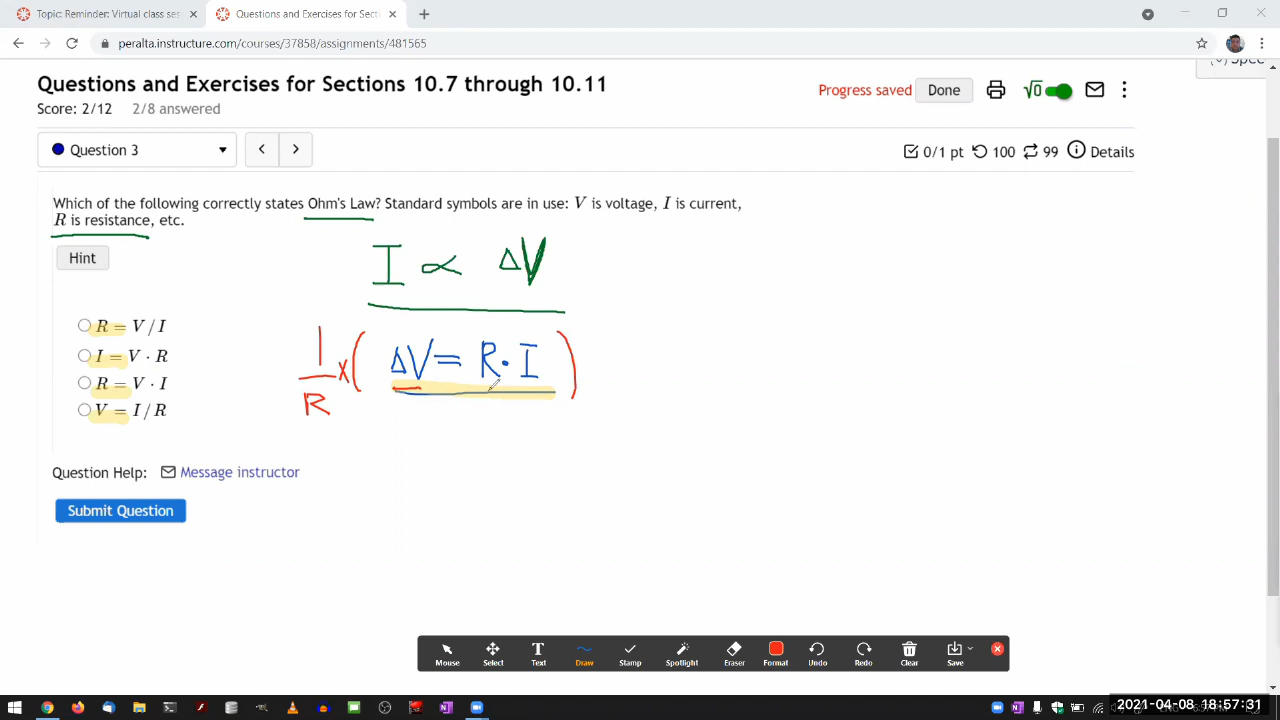 Topic: Reminder: Virtual class ses
Questions and Exercises for Sect
peralta.instructure.com/courses/37858/assignments/481565
Questions and Exercises for Sections 10.7 through 10.11
Score: 2/12 2/8 answered
Progress saved
Done
√0
Question 3
< >
0/1 pt 100 99 Details
Which of the following correctly states Ohm's Law? Standard symbols are in use: V is voltage, I is current,
R is resistance, etc.
Hint
I ∝ ΔV
R = V/I
I = V · R
R = V · I
V = I/R
1/R × ( ΔV = R · I )
Question Help: Message instructor
Submit Question
Mouse Select Text Draw Stamp Spotlight Eraser Format Undo Redo Clear Save
2021-04-08 18:57:31